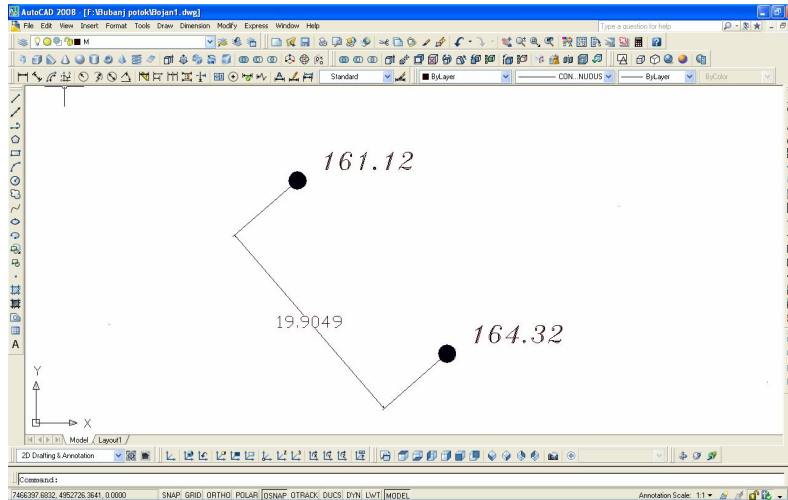 AutoCAD 2008 - [F:\Bubanj potok\Bojan1.dwg]
File Edit View Insert Format Tools Draw Dimension Modify Express Window Help
Type a question for help
M
Standard
ByLayer
CON...NUOUS
ByLayer
ByColor
161.12
19,9049
164.32
Y
X
Model Layout1
2D Drafting & Annotation
Command:
7466397.6832, 4952726.3641, 0.0000
SNAP GRID ORTHO POLAR OSNAP OTRACK DUCS DYN LWT MODEL
Annotation Scale: 1:1